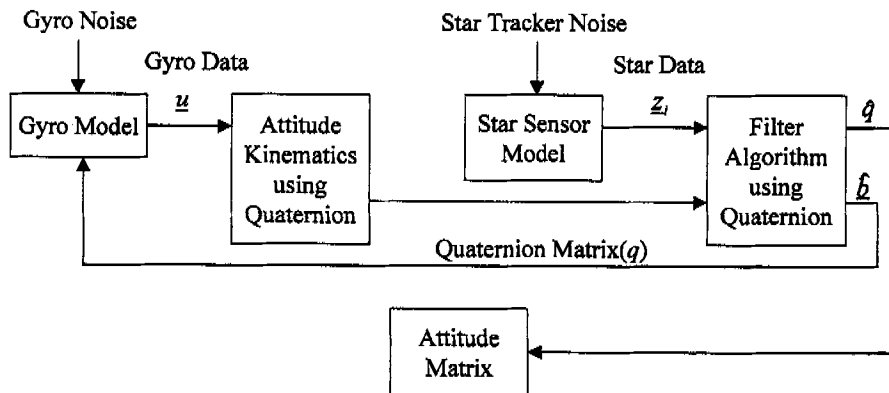 Gyro Noise
Star Tracker Noise
Gyro Data
Star Data
Gyro Model
u
Attitude
Kinematics
using
Quaternion
Star Sensor
Model
z_i
Filter
Algorithm
using
Quaternion
q̂
b̂
Quaternion Matrix(q)
Attitude
Matrix